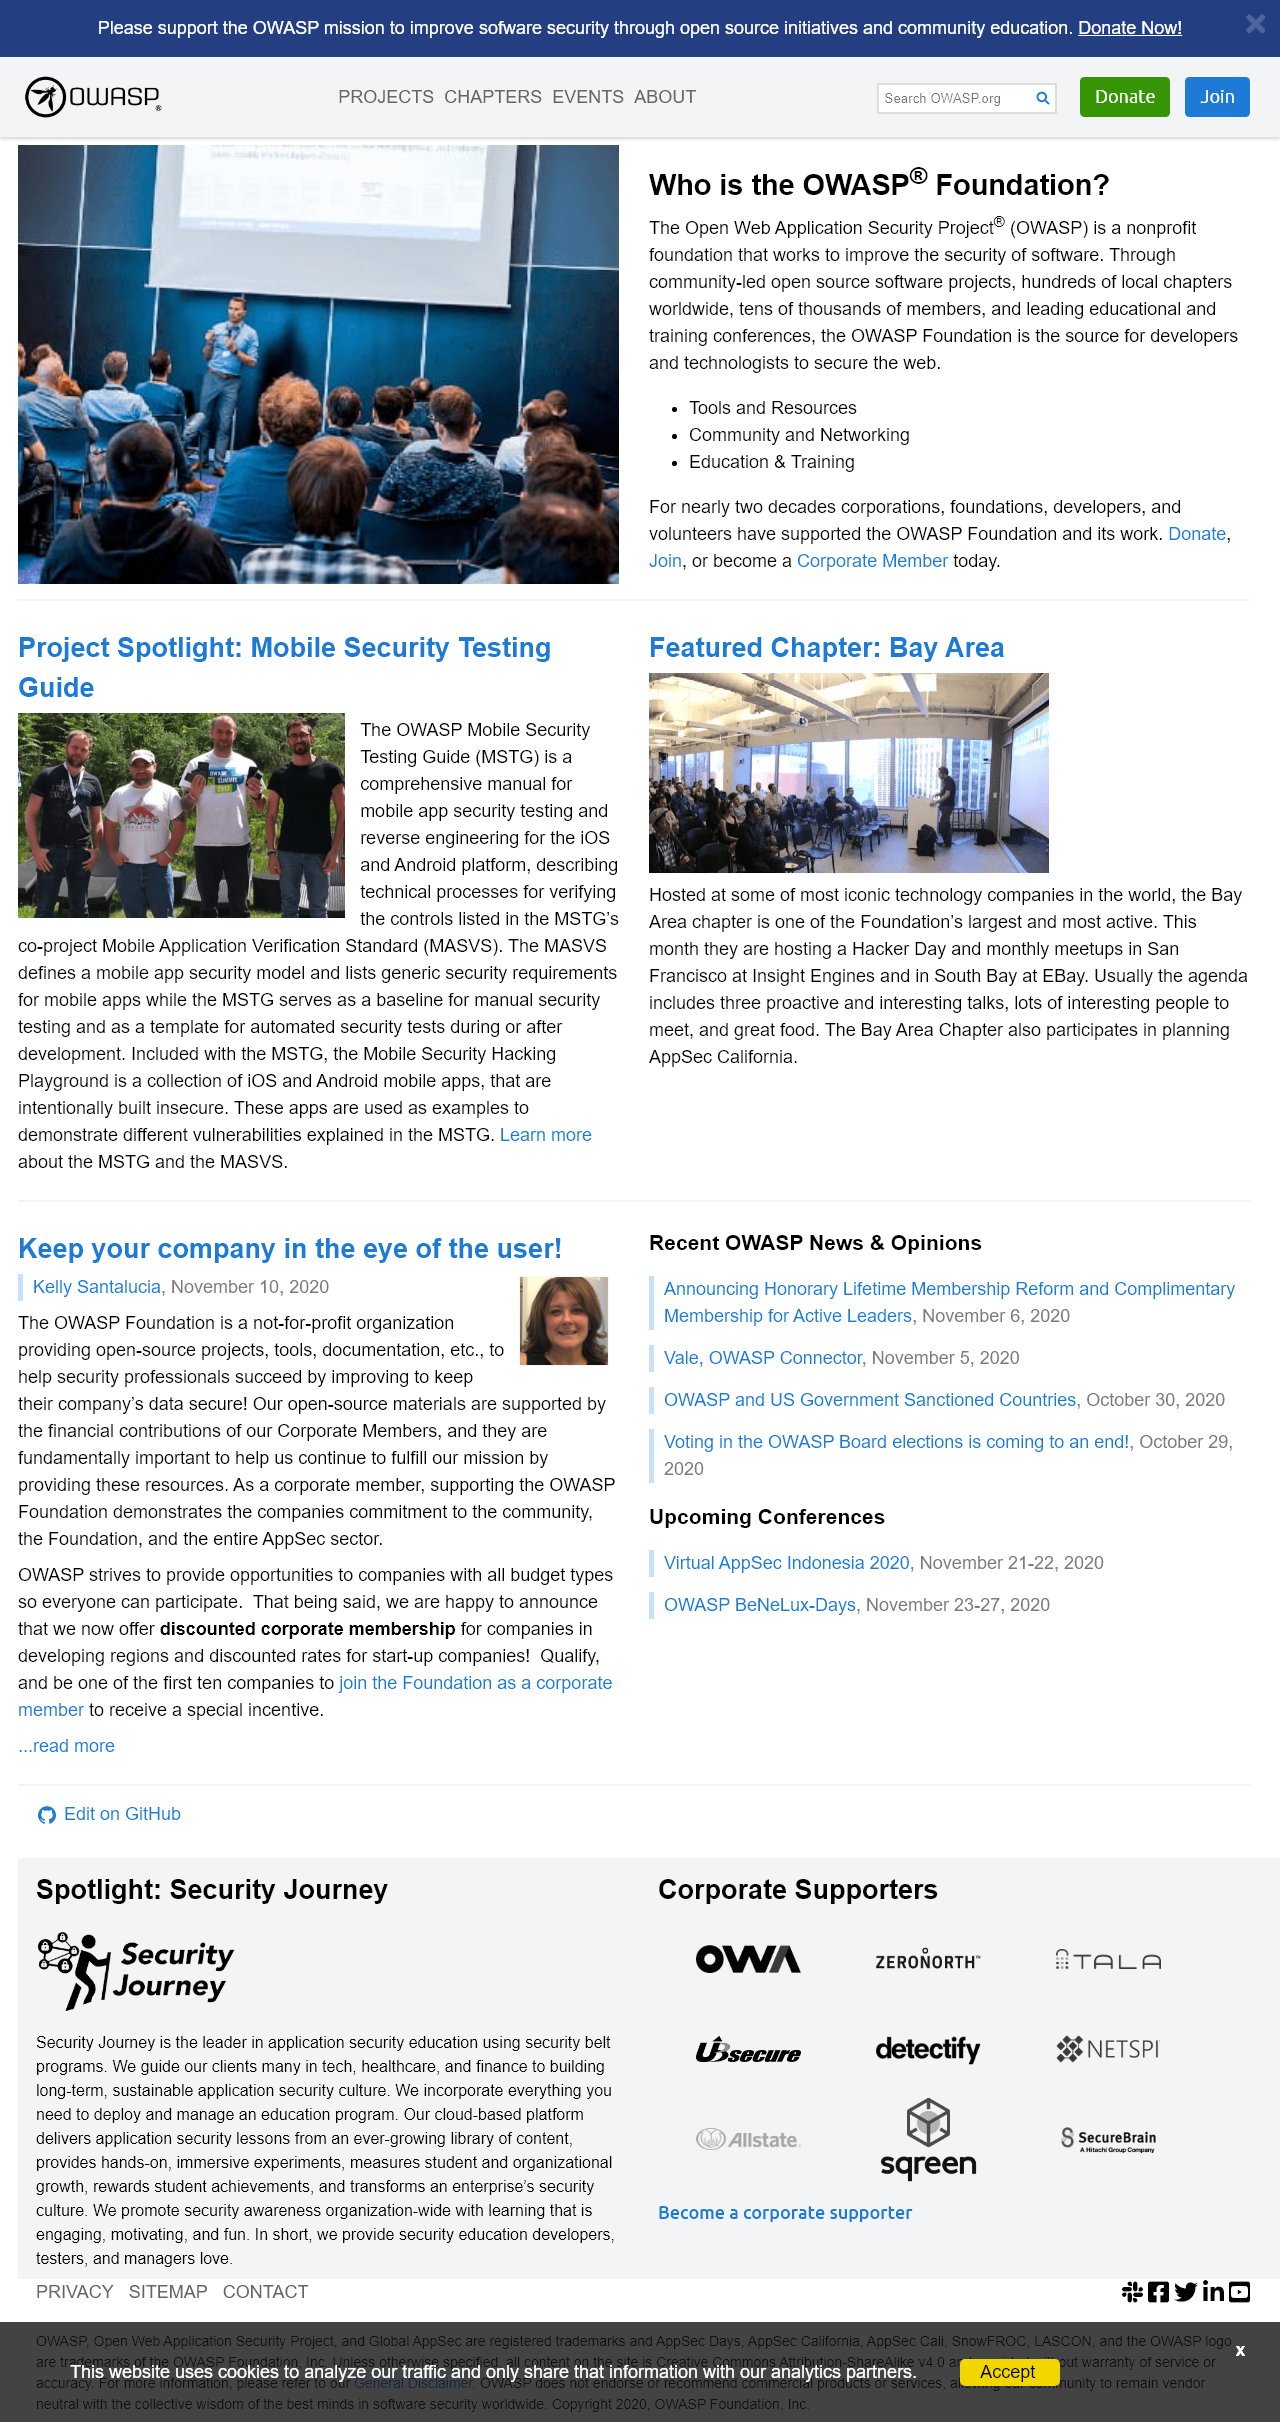 Please support the OWASP mission to improve sofware security through open source initiatives and community education. Donate Now!
OWASP®
PROJECTS CHAPTERS EVENTS ABOUT
Search OWASP.org
Donate
Join
Who is the OWASP® Foundation?
The Open Web Application Security Project® (OWASP) is a nonprofit
foundation that works to improve the security of software. Through
community-led open source software projects, hundreds of local chapters
worldwide, tens of thousands of members, and leading educational and
training conferences, the OWASP Foundation is the source for developers
and technologists to secure the web.
• Tools and Resources
• Community and Networking
• Education & Training
For nearly two decades corporations, foundations, developers, and
volunteers have supported the OWASP Foundation and its work. Donate,
Join, or become a Corporate Member today.
Project Spotlight: Mobile Security Testing
Guide
The OWASP Mobile Security
Testing Guide (MSTG) is a
comprehensive manual for
mobile app security testing and
reverse engineering for the iOS
and Android platform, describing
technical processes for verifying
the controls listed in the MSTG’s
co-project Mobile Application Verification Standard (MASVS). The MASVS
defines a mobile app security model and lists generic security requirements
for mobile apps while the MSTG serves as a baseline for manual security
testing and as a template for automated security tests during or after
development. Included with the MSTG, the Mobile Security Hacking
Playground is a collection of iOS and Android mobile apps, that are
intentionally built insecure. These apps are used as examples to
demonstrate different vulnerabilities explained in the MSTG. Learn more
about the MSTG and the MASVS.
Featured Chapter: Bay Area
Hosted at some of most iconic technology companies in the world, the Bay
Area chapter is one of the Foundation’s largest and most active. This
month they are hosting a Hacker Day and monthly meetups in San
Francisco at Insight Engines and in South Bay at EBay. Usually the agenda
includes three proactive and interesting talks, lots of interesting people to
meet, and great food. The Bay Area Chapter also participates in planning
AppSec California.
Keep your company in the eye of the user!
Kelly Santalucia, November 10, 2020
The OWASP Foundation is a not-for-profit organization
providing open-source projects, tools, documentation, etc., to
help security professionals succeed by improving to keep
their company’s data secure! Our open-source materials are supported by
the financial contributions of our Corporate Members, and they are
fundamentally important to help us continue to fulfill our mission by
providing these resources. As a corporate member, supporting the OWASP
Foundation demonstrates the companies commitment to the community,
the Foundation, and the entire AppSec sector.
OWASP strives to provide opportunities to companies with all budget types
so everyone can participate. That being said, we are happy to announce
that we now offer discounted corporate membership for companies in
developing regions and discounted rates for start-up companies! Qualify,
and be one of the first ten companies to join the Foundation as a corporate
member to receive a special incentive.
...read more
Recent OWASP News & Opinions
Announcing Honorary Lifetime Membership Reform and Complimentary
Membership for Active Leaders, November 6, 2020
Vale, OWASP Connector, November 5, 2020
OWASP and US Government Sanctioned Countries, October 30, 2020
Voting in the OWASP Board elections is coming to an end!, October 29,
2020
Upcoming Conferences
Virtual AppSec Indonesia 2020, November 21-22, 2020
OWASP BeNeLux-Days, November 23-27, 2020
Edit on GitHub
Spotlight: Security Journey
Security
Journey
Security Journey is the leader in application security education using security belt
programs. We guide our clients many in tech, healthcare, and finance to building
long-term, sustainable application security culture. We incorporate everything you
need to deploy and manage an education program. Our cloud-based platform
delivers application security lessons from an ever-growing library of content,
provides hands-on, immersive experiments, measures student and organizational
growth, rewards student achievements, and transforms an enterprise’s security
culture. We promote security awareness organization-wide with learning that is
engaging, motivating, and fun. In short, we provide security education developers,
testers, and managers love.
Corporate Supporters
OWA
ZERONORTH™
TALA
UBsecure
detectify
NETSPI
Allstate
sqreen
SecureBrain
A Hitachi Group Company
Become a corporate supporter
PRIVACY SITEMAP CONTACT
OWASP, Open Web Application Security Project, and Global AppSec are registered trademarks and AppSec Days, AppSec California, AppSec Cali, SnowFROC, LASCON, and the OWASP logo
are trademarks of the OWASP Foundation, Inc. Unless otherwise specified, all content on the site is Creative Commons Attribution-ShareAlike v4.0 and without warranty of service or
accuracy. For more information, please refer to our General Disclaimer. OWASP does not endorse or recommend commercial products or services, allowing our community to remain vendor
neutral with the collective wisdom of the best minds in software security worldwide. Copyright 2020, OWASP Foundation, Inc.
This website uses cookies to analyze our traffic and only share that information with our analytics partners.
Accept
x